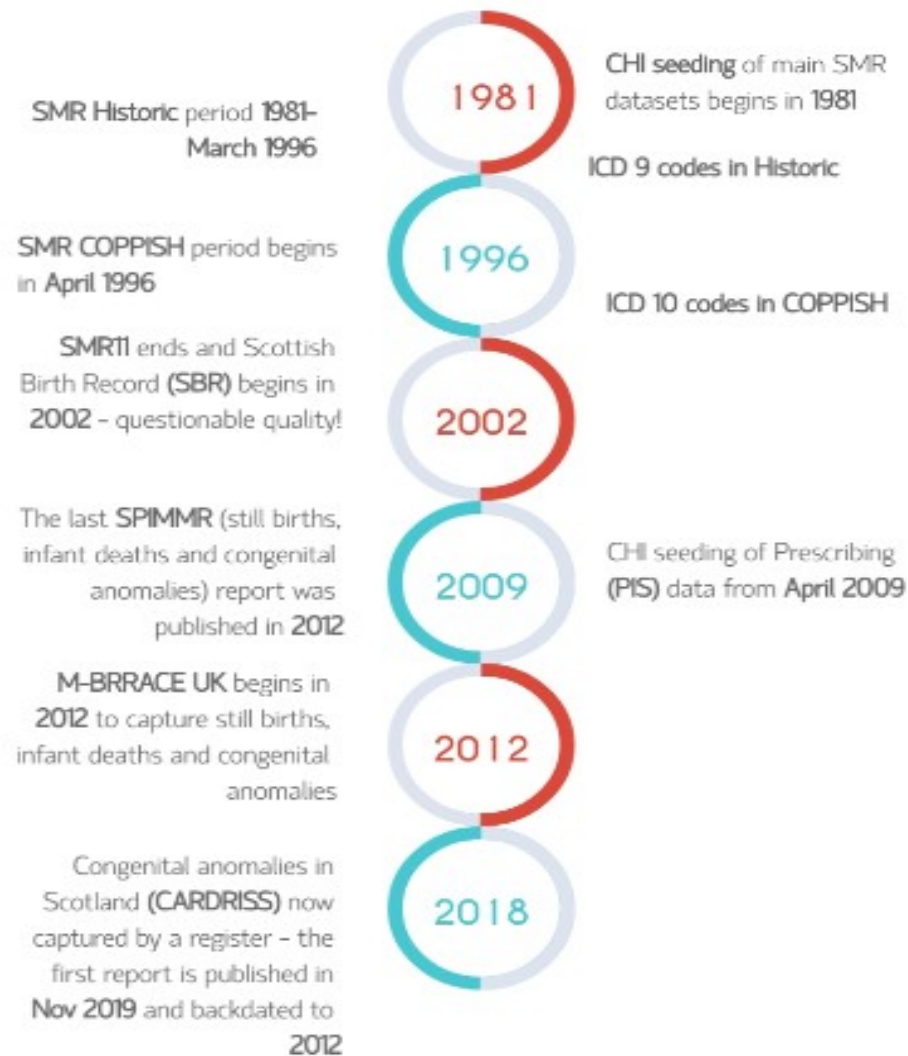 1981
CHI seeding of main SMR
datasets begins in 1981
SMR Historic period 1981-
March 1996
ICD 9 codes in Historic
SMR COPPISH period begins
in April 1996
1996
ICD 10 codes in COPPISH
SMR11 ends and Scottish
Birth Record (SBR) begins in
2002 - questionable quality!
2002
The last SPIMMR (still births,
infant deaths and congenital
anomalies) report was
published in 2012
2009
CHI seeding of Prescribing
(PIS) data from April 2009
M-BRRACE UK begins in
2012 to capture still births,
infant deaths and congenital
anomalies
2012
Congenital anomalies in
Scotland (CARDRISS) now
captured by a register - the
first report is published in
Nov 2019 and backdated to
2012
2018